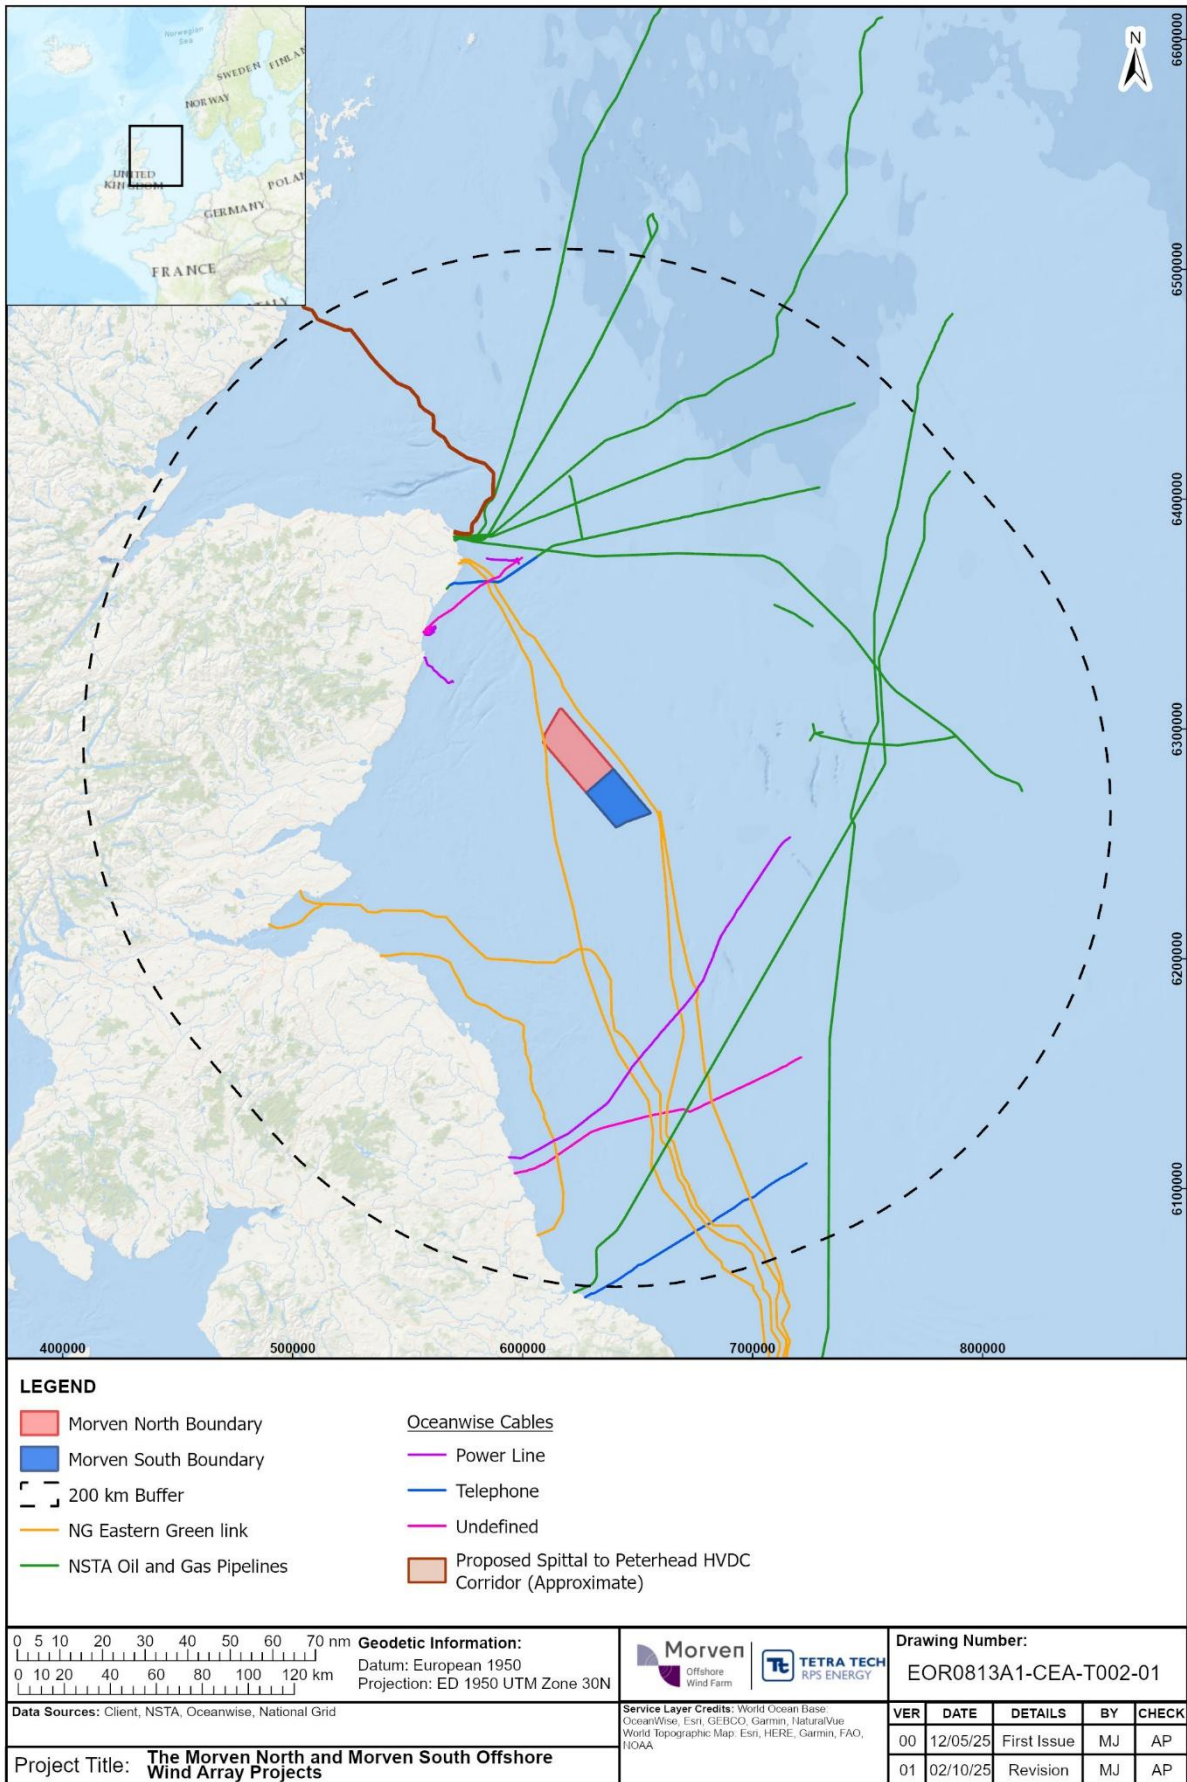 Norwegian
Sea
SWEDEN
FINLAN
NORWAY
UNITED
KINGDOM
POLA
GERMANY
FRANCE
ITALY
N
6600000
6500000
6400000
6300000
6200000
6100000
400000 500000 600000 700000 800000
LEGEND
Morven North Boundary
Morven South Boundary
200 km Buffer
NG Eastern Green link
NSTA Oil and Gas Pipelines
Oceanwise Cables
Power Line
Telephone
Undefined
Proposed Spittal to Peterhead HVDC
Corridor (Approximate)
0 5 10 20 30 40 50 60 70 nm
0 10 20 40 60 80 100 120 km
Geodetic Information:
Datum: European 1950
Projection: ED 1950 UTM Zone 30N
Data Sources: Client, NSTA, Oceanwise, National Grid
Project Title: The Morven North and Morven South Offshore
Wind Array Projects
Morven
Offshore
Wind Farm
Tt TETRA TECH
RPS ENERGY
Service Layer Credits: World Ocean Base:
OceanWise, Esri, GEBCO, Garmin, NaturalVue
World Topographic Map: Esri, HERE, Garmin, FAO,
NOAA
Drawing Number:
EOR0813A1-CEA-T002-01
VER DATE DETAILS BY CHECK
00 12/05/25 First Issue MJ AP
01 02/10/25 Revision MJ AP